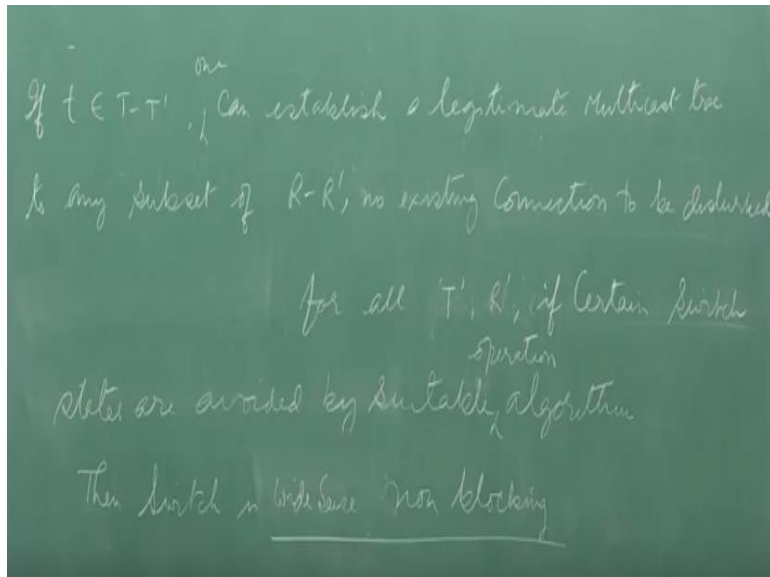 If t ∈ T-T', one can establish a legitimate multicast tree
to any subset of R-R', no existing connection to be disturbed
for all T', R', if certain switch
states are avoided by suitable operation algorithm
Then switch is wide sense non blocking